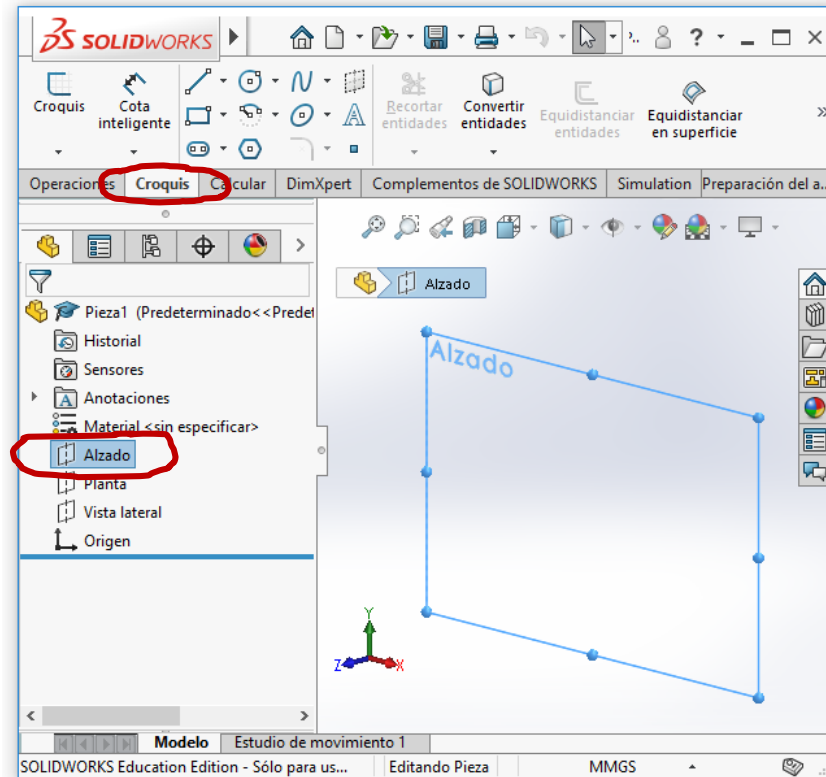 SOLIDWORKS
Croquis
Cota inteligente
Recortar entidades
Convertir entidades
Equidistanciar entidades
Equidistanciar en superficie
Operaciones Croquis Calcular DimXpert Complementos de SOLIDWORKS Simulation Preparación del a...
Alzado
Pieza1 (Predeterminado<<Predet
Historial
Sensores
Anotaciones
Material <sin especificar>
Alzado
Planta
Vista lateral
Origen
Alzado
Y
Z
X
Modelo Estudio de movimiento 1
SOLIDWORKS Education Edition - Sólo para us... Editando Pieza MMGS